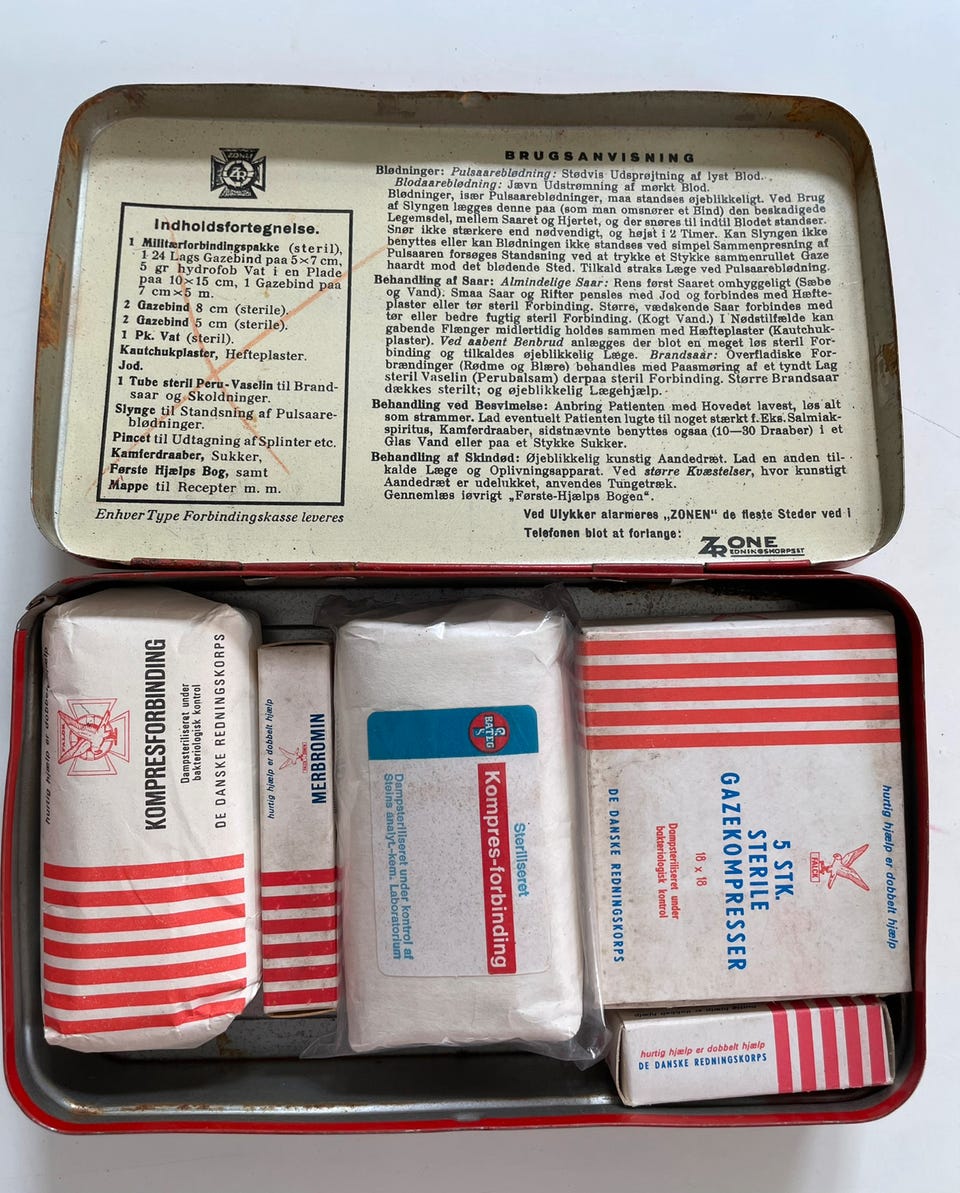 ZONE
ZR
Indholdsfortegnelse.
1 Militærforbindingspakke (steril),
1 24 Lags Gazebind paa 5×7 cm,
5 gr hydrofob Vat i en Plade
paa 10×15 cm, 1 Gazebind paa
7 cm×5 m.
2 Gazebind 8 cm (sterile).
2 Gazebind 5 cm (sterile).
1 Pk. Vat (steril).
Kautchukplaster, Hefteplaster.
Jod.
1 Tube steril Peru-Vaselin til Brand-
saar og Skoldninger.
Slynge til Standsning af Pulsaare-
blødninger.
Pincet til Udtagning af Splinter etc.
Kamferdraaber, Sukker,
Første Hjælps Bog, samt
Mappe til Recepter m. m.
Enhver Type Forbindingskasse leveres
BRUGSANVISNING
Blødninger: Pulsaareblødning: Stødvis Udsprøjtning af lyst Blod.
Blodaareblødning: Jævn Udstrømning af mørkt Blod.
Blødninger, især Pulsaareblødninger, maa standses øjeblikkeligt. Ved Brug
af Slyngen lægges denne paa (som man omsnører et Bind) den beskadigede
Legemsdel, mellem Saaret og Hjertet, og der snøres til indtil Blodet standser.
Snør ikke stærkere end nødvendigt, og højst i 2 Timer. Kan Slyngen ikke
benyttes eller kan Blødningen ikke standses ved simpel Sammenpresning af
Pulsaaren forsøges Standsning ved at trykke et Stykke sammenrullet Gaze
haardt mod det blødende Sted. Tilkald straks Læge ved Pulsaareblødning.
Behandling af Saar: Almindelige Saar: Rens først Saaret omhyggeligt (Sæbe
og Vand). Smaa Saar og Rifter pensles med Jod og forbindes med Hæfte-
plaster eller tør steril Forbinding. Større, vædskende Saar forbindes med
tør eller bedre fugtig steril Forbinding. (Kogt Vand.) I Nødstilfælde kan
gabende Flænger midlertidig holdes sammen med Hæfteplaster (Kautchuk-
plaster). Ved aabent Benbrud anlægges der blot en meget løs steril For-
binding og tilkaldes øjeblikkelig Læge. Brandsaar: Overfladiske For-
brændinger (Rødme og Blære) behandles med Paasmøring af et tyndt Lag
steril Vaselin (Perubalsam) derpaa steril Forbinding. Større Brandsaar
dækkes sterilt; og øjeblikkelig Lægehjælp.
Behandling ved Besvimelse: Anbring Patienten med Hovedet lavest, løs alt
som strammer. Lad eventuelt Patienten lugte til noget stærkt f. Eks. Salmiak-
spiritus, Kamferdraaber, sidstnævnte benyttes ogsaa (10—30 Draaber) i et
Glas Vand eller paa et Stykke Sukker.
Behandling af Skindød: Øjeblikkelig kunstig Aandedræt. Lad en anden til-
kalde Læge og Oplivningsapparat. Ved større Kvæstelser, hvor kunstigt
Aandedræt er udelukket, anvendes Tungetræk.
Gennemlæs iøvrigt „Første-Hjælps Bogen“.
Ved Ulykker alarmeres „ZONEN“ de fleste Steder ved i
Telefonen blot at forlange:
ZONE
REDNINGSKORPSET
hurtig hjælp er dobbelt hjælp
FALCK
KOMPRESFORBINDING
Dampsteriliseret under
bakteriologisk kontrol
DE DANSKE REDNINGSKORPS
hurtig hjælp er dobbelt hjælp
MERBROMIN
BATEG
Steriliseret
Kompres-forbinding
Dampsteriliseret under kontrol af
Steins analyt.-kem. Laboratorium
hurtig hjælp er dobbelt hjælp
FALCK
5 STK.
STERILE
GAZEKOMPRESSER
18 x 18
Dampsteriliseret under
bakteriologisk kontrol
DE DANSKE REDNINGSKORPS
hurtig hjælp er dobbelt hjælp
hurtig hjælp er dobbelt hjælp
DE DANSKE REDNINGSKORPS